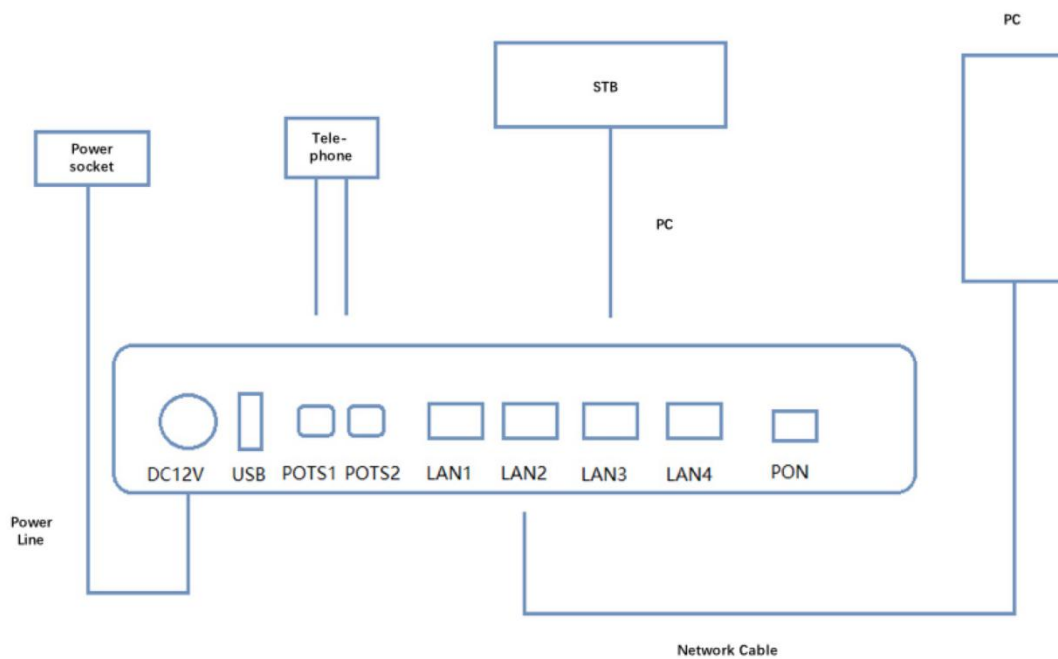 PC
STB
Power
socket
Tele-
phone
PC
DC12V USB POTS1 POTS2 LAN1 LAN2 LAN3 LAN4 PON
Power
Line
Network Cable